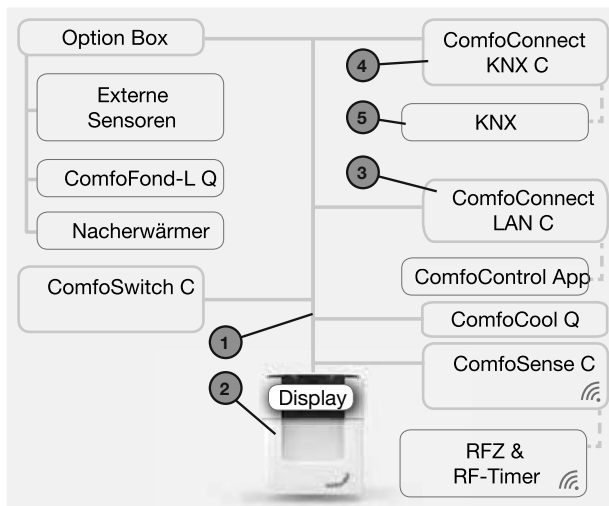 Option Box
Externe
Sensoren
ComfoFond-L Q
Nacherwärmer
ComfoSwitch C
1
2
Display
4
ComfoConnect
KNX C
5
KNX
3
ComfoConnect
LAN C
ComfoControl App
ComfoCool Q
ComfoSense C
RFZ &
RF-Timer